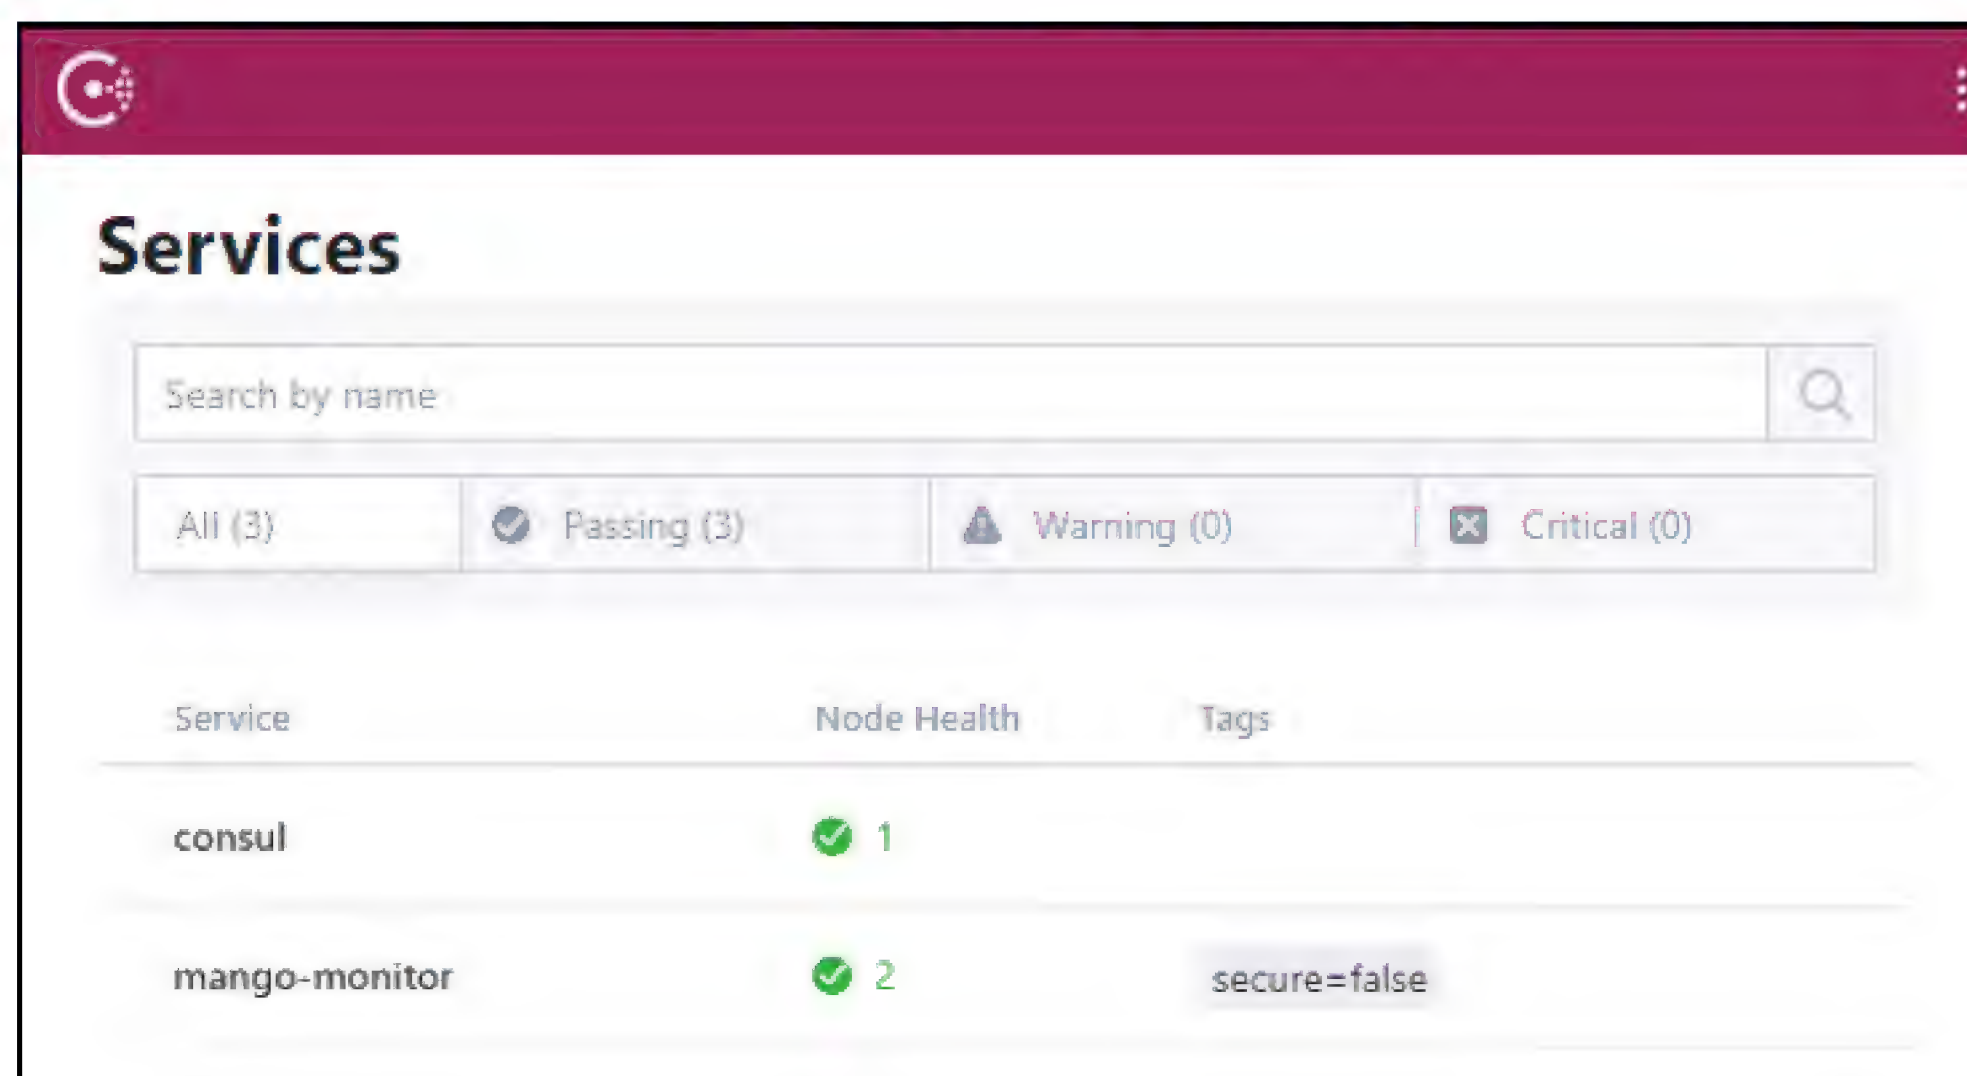 Services
Search by name
All (3) Passing (3) Warning (0) Critical (0)
Service Node Health Tags
consul 1
mango-monitor 2 secure=false